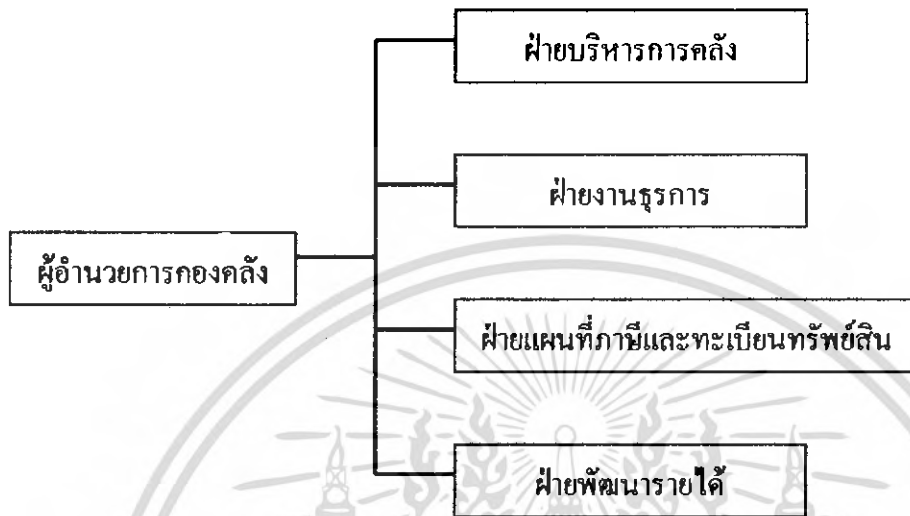 ฝ่ายบริหารการคลัง
ฝ่ายงานธุรการ
ผู้อำนวยการกองคลัง
ฝ่ายแผนที่ภาษีและทะเบียนทรัพย์สิน
ฝ่ายพัฒนารายได้